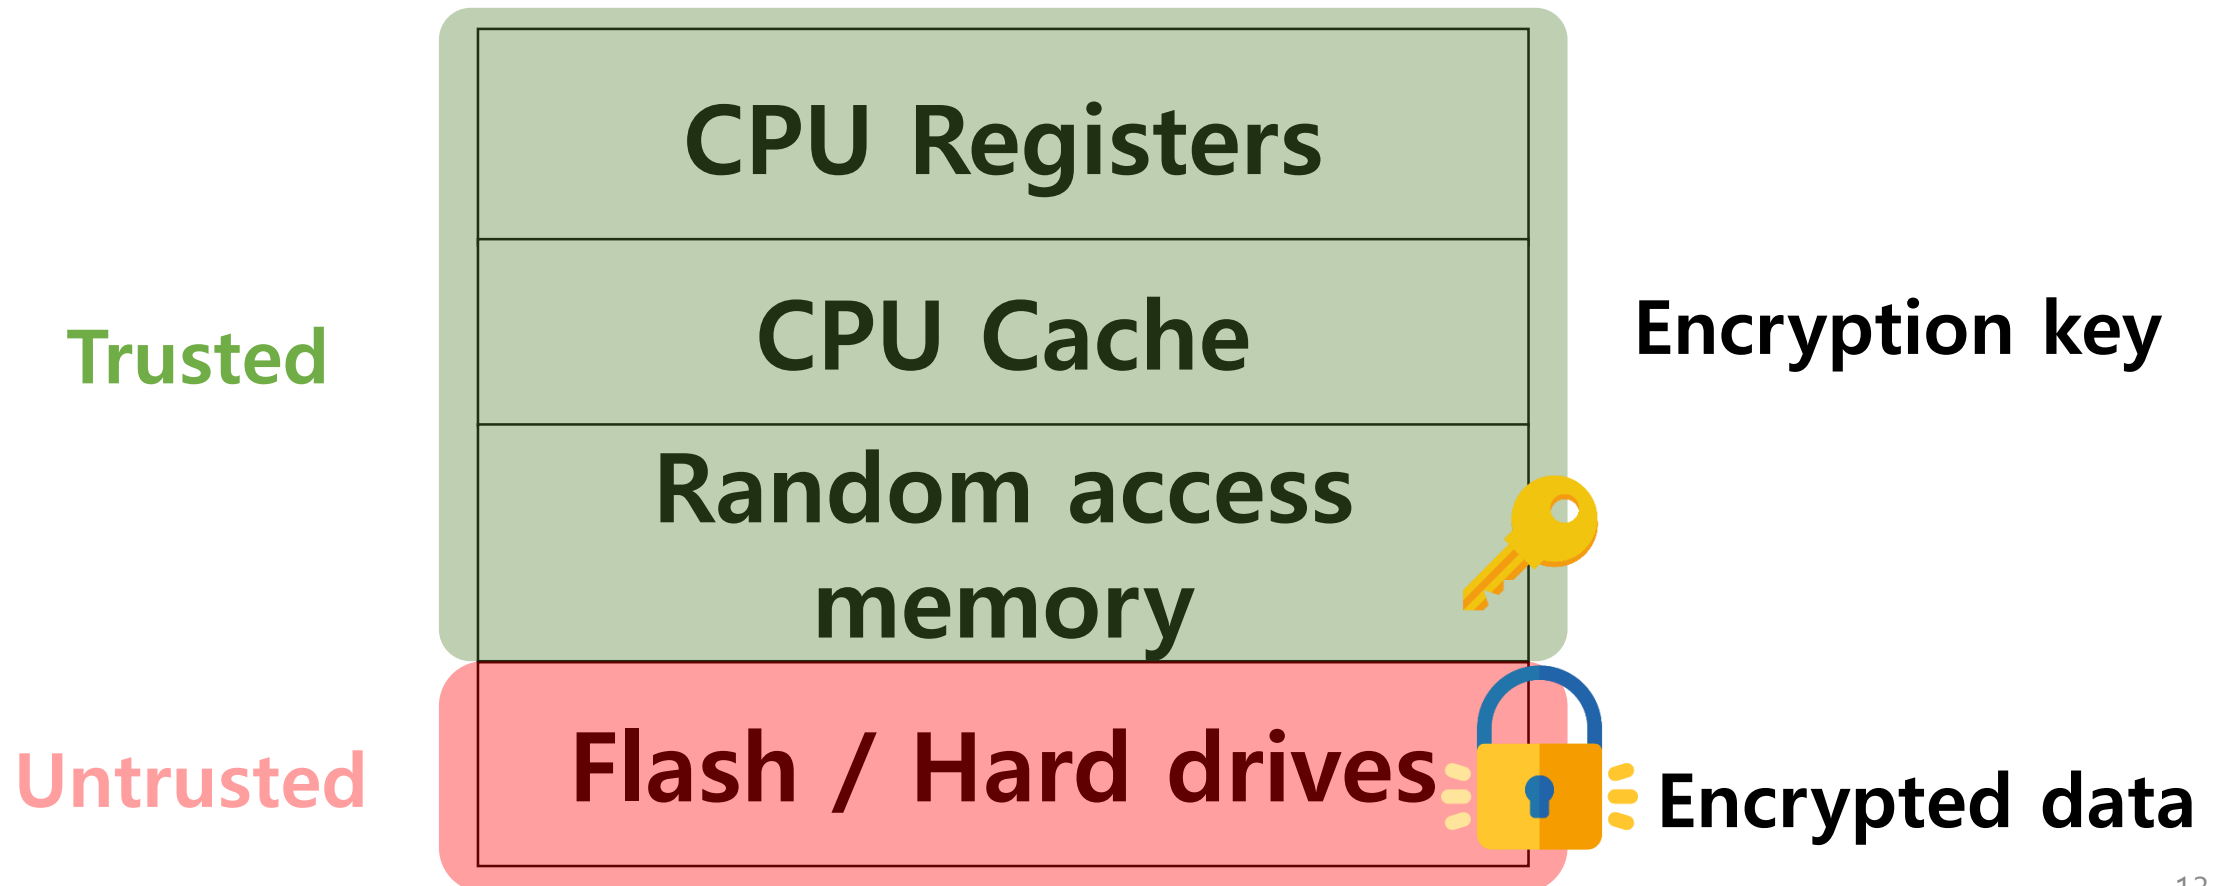 CPU Registers
CPU Cache
Trusted
Encryption key
Random access
memory
Flash / Hard drives
Untrusted
Encrypted data